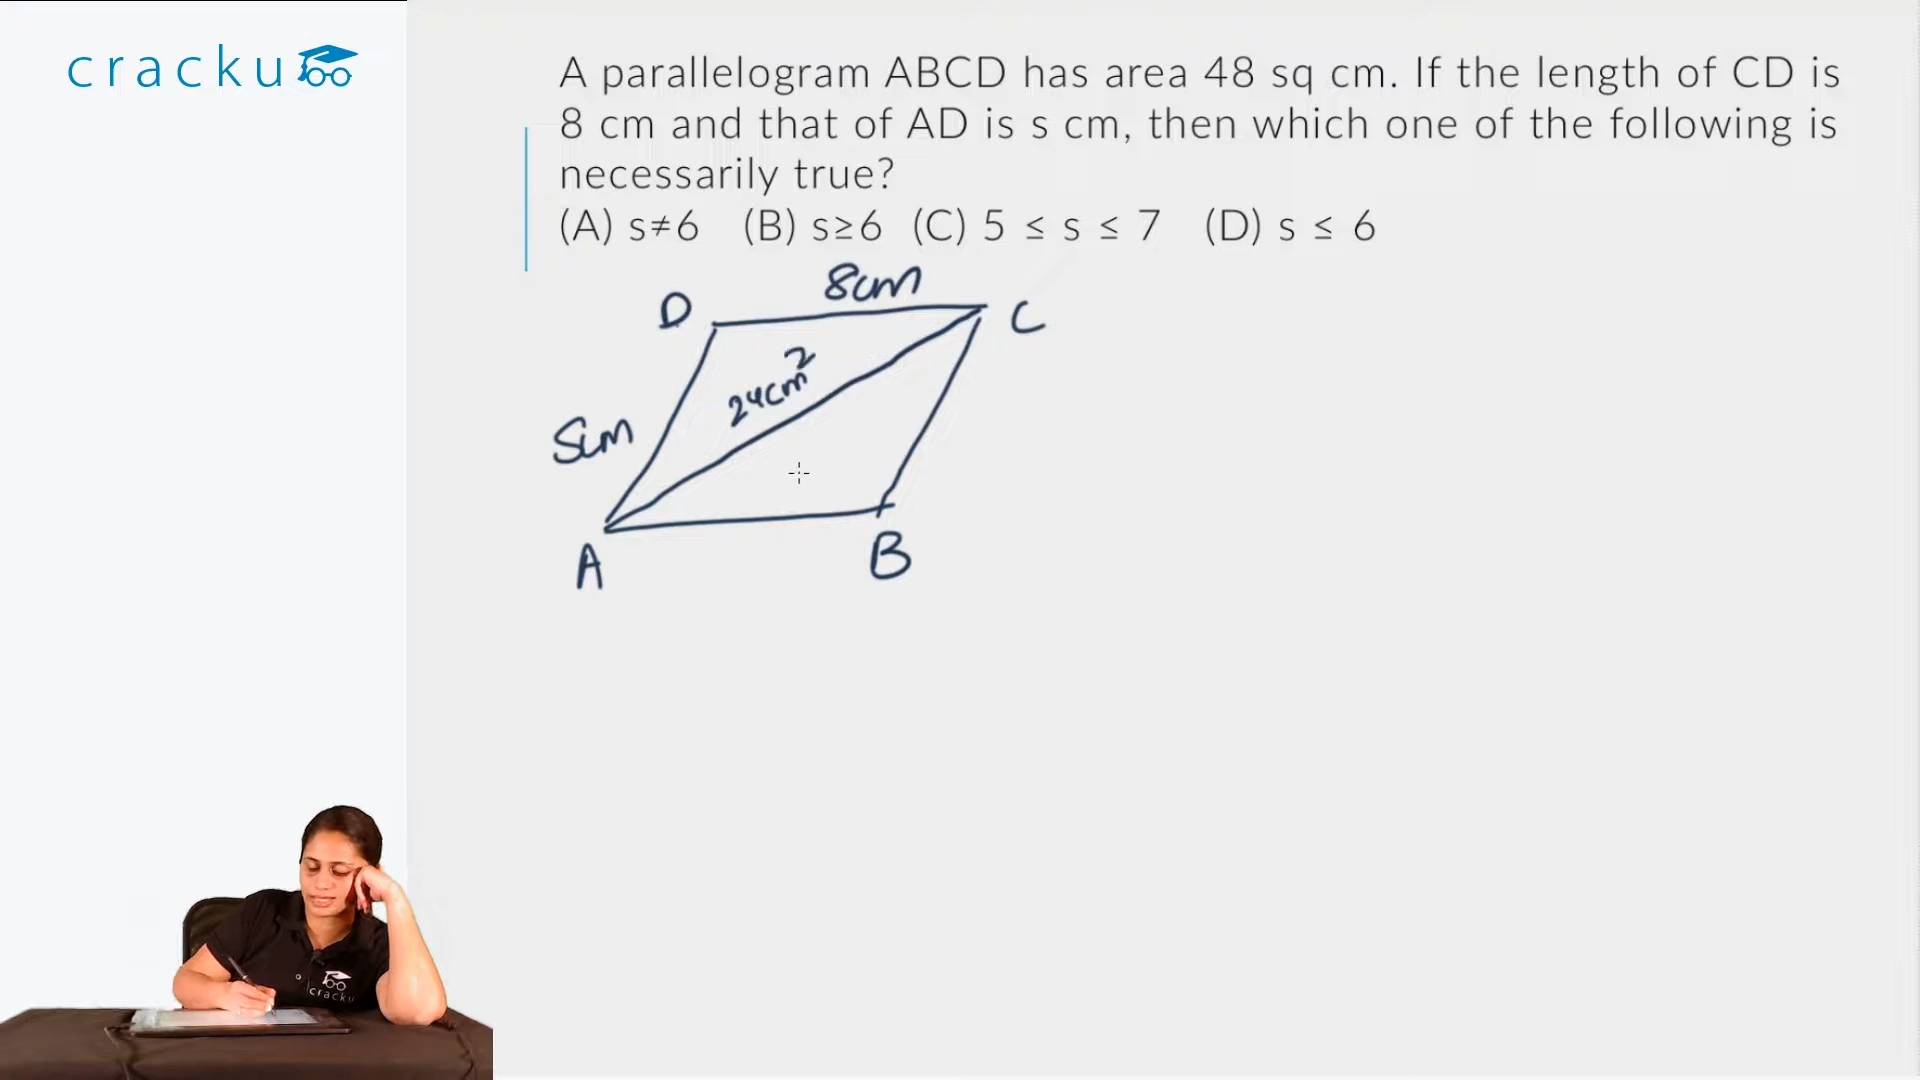 cracku
A parallelogram ABCD has area 48 sq cm. If the length of CD is
8 cm and that of AD is s cm, then which one of the following is
necessarily true?
(A) s≠6 (B) s≥6 (C) 5 ≤ s ≤ 7 (D) s ≤ 6
8cm
D
C
24cm²
Scm
A
B
cracku